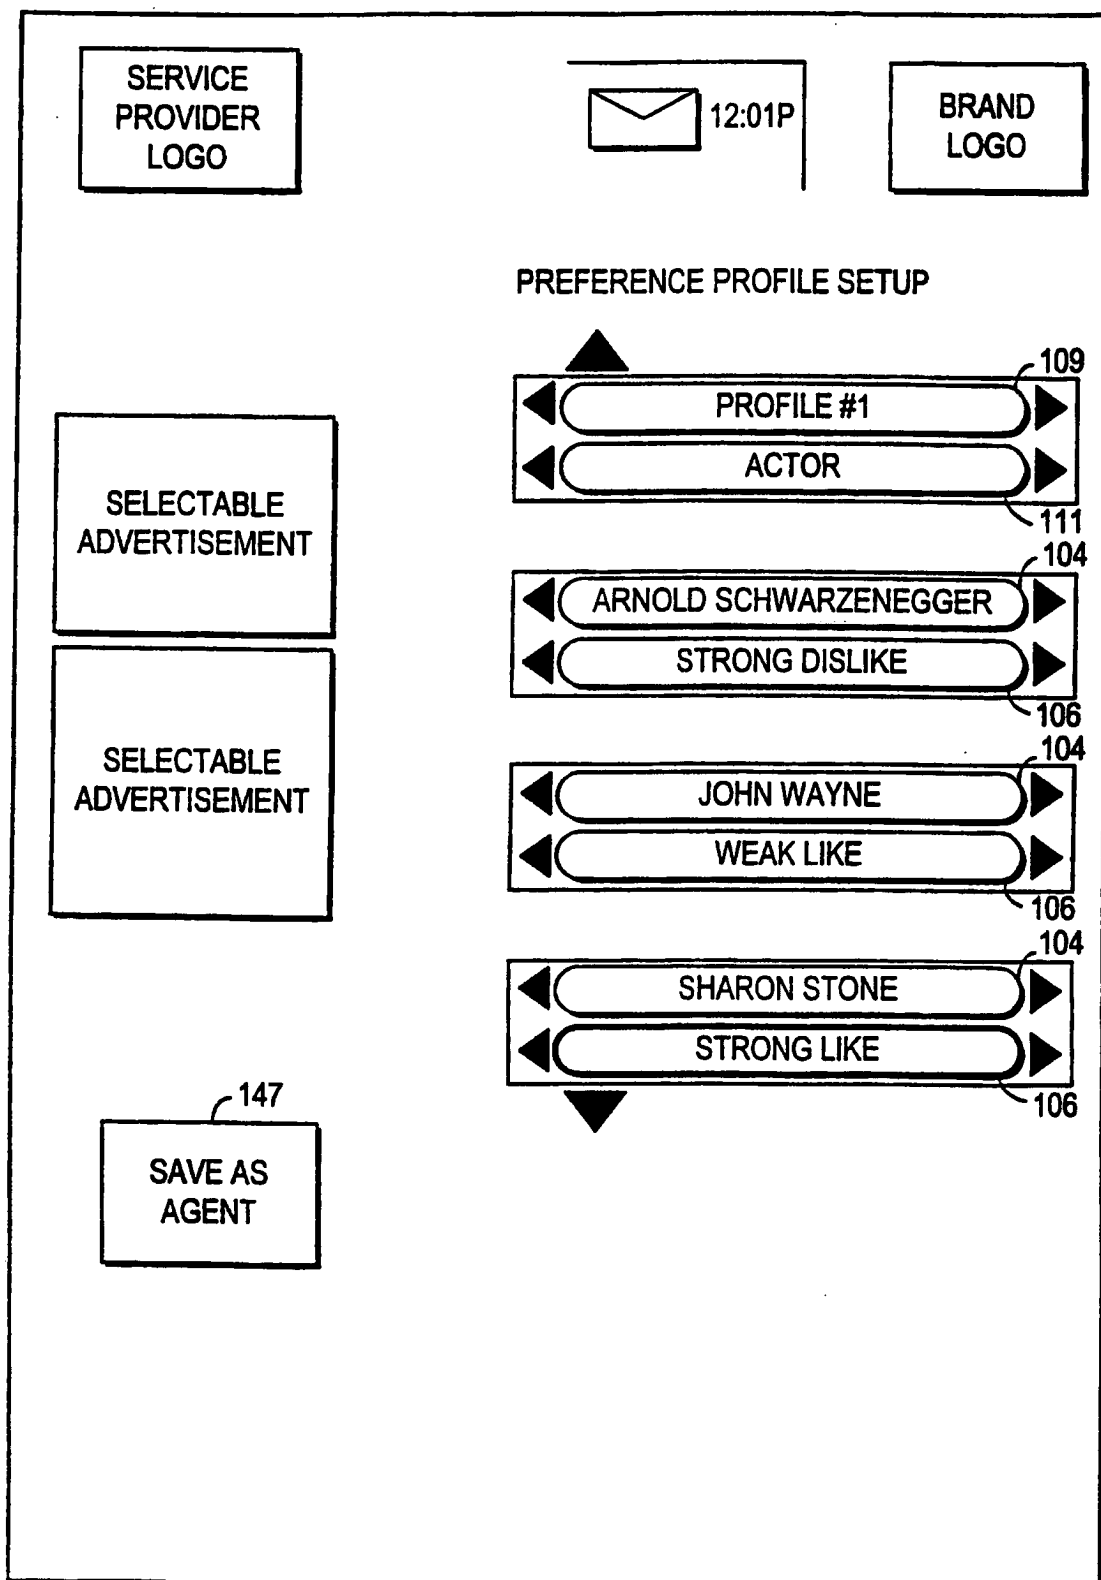 SERVICE
PROVIDER
LOGO
12:01P
BRAND
LOGO
PREFERENCE PROFILE SETUP
109
PROFILE #1
ACTOR
111
SELECTABLE
ADVERTISEMENT
104
ARNOLD SCHWARZENEGGER
STRONG DISLIKE
106
SELECTABLE
ADVERTISEMENT
104
JOHN WAYNE
WEAK LIKE
106
104
SHARON STONE
STRONG LIKE
106
147
SAVE AS
AGENT